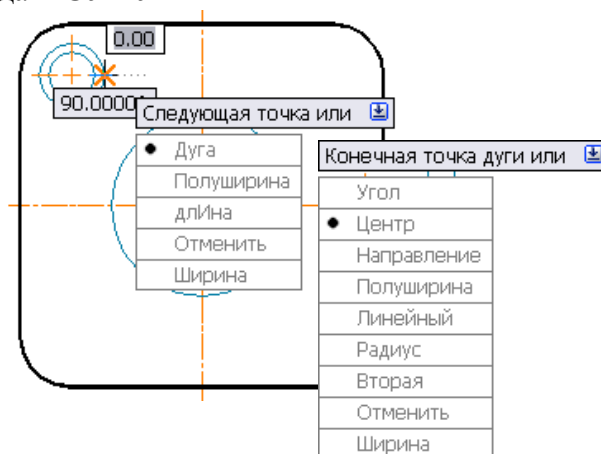 0.00
90.0000
Следующая точка или
Дуга
Полуширина
длИна
Отменить
Ширина
Конечная точка дуги или
Угол
Центр
Направление
Полуширина
Линейный
Радиус
Вторая
Отменить
Ширина